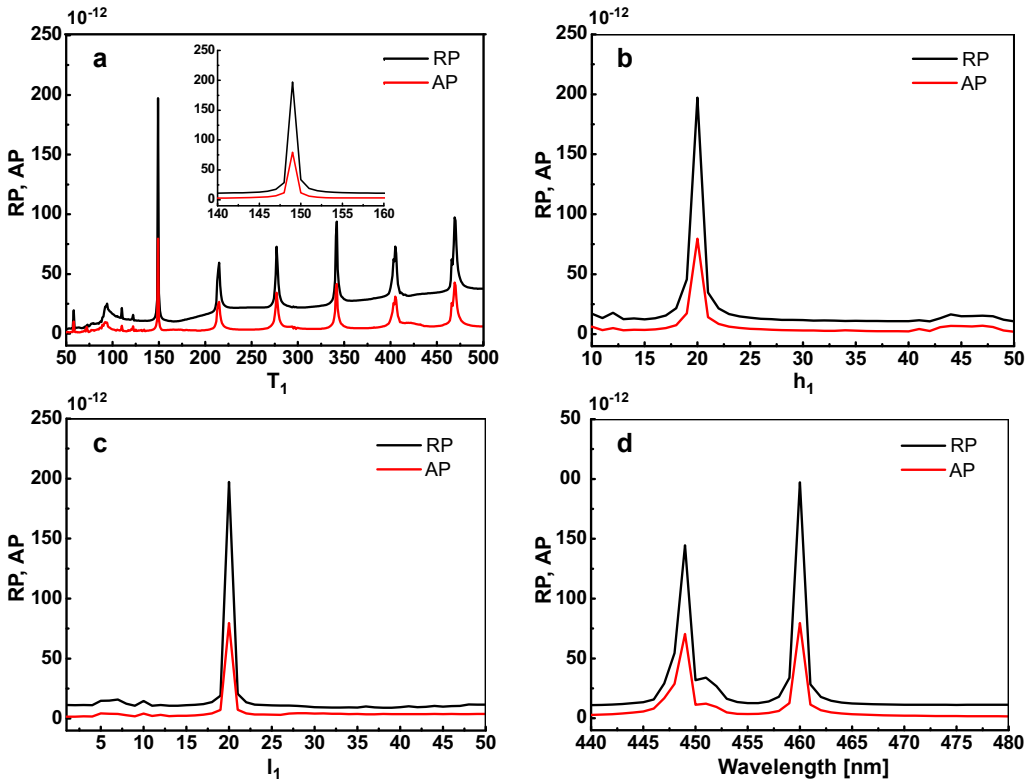 10-12
250
200
150
100
50
0
RP, AP
a
RP
AP
250
200
150
100
50
0
140 145 150 155 160
50 100 150 200 250 300 350 400 450 500
T1
10-12
250
200
150
100
50
0
RP, AP
b
RP
AP
10 15 20 25 30 35 40 45 50
h1
10-12
250
200
150
100
50
0
RP, AP
c
RP
AP
5 10 15 20 25 30 35 40 45 50
l1
10-12
50
00
150
100
50
0
RP, AP
d
RP
AP
440 445 450 455 460 465 470 475 480
Wavelength [nm]